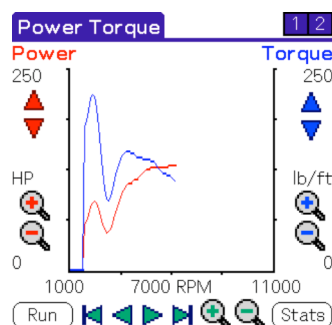 Power Torque 1 2
Power Torque
250 250
HP lb/ft
0 0
1000 7000 RPM 11000
Run Stats